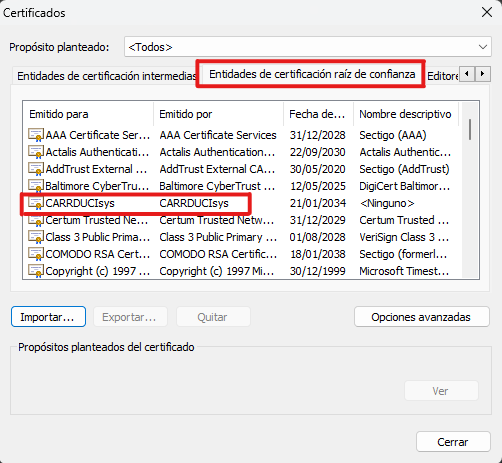 Certificados
Propósito planteado: <Todos>
Entidades de certificación intermedias Entidades de certificación raíz de confianza Editore
Emitido para Emitido por Fecha de... Nombre descriptivo
AAA Certificate Ser... AAA Certificate Services 31/12/2028 Sectigo (AAA)
Actalis Authentication... Actalis Authentication... 22/09/2030 Actalis Authentication...
AddTrust External ... AddTrust External CA... 30/05/2020 Sectigo (AddTrust)
Baltimore CyberTru... Baltimore CyberTrust ... 12/05/2025 DigiCert Baltimor...
CARRDUCIsys CARRDUCIsys 21/01/2034 <Ninguno>
Certum Trusted Ne... Certum Trusted Netw... 31/12/2029 Certum Trusted ...
Class 3 Public Prima... Class 3 Public Primary ... 01/08/2028 VeriSign Class 3 ...
COMODO RSA Cert... COMODO RSA Certific... 18/01/2038 Sectigo (formerl...
Copyright (c) 1997 ... Copyright (c) 1997 Mi... 30/12/1999 Microsoft Timest...
Importar... Exportar... Quitar Opciones avanzadas
Propósitos planteados del certificado
Ver
Cerrar